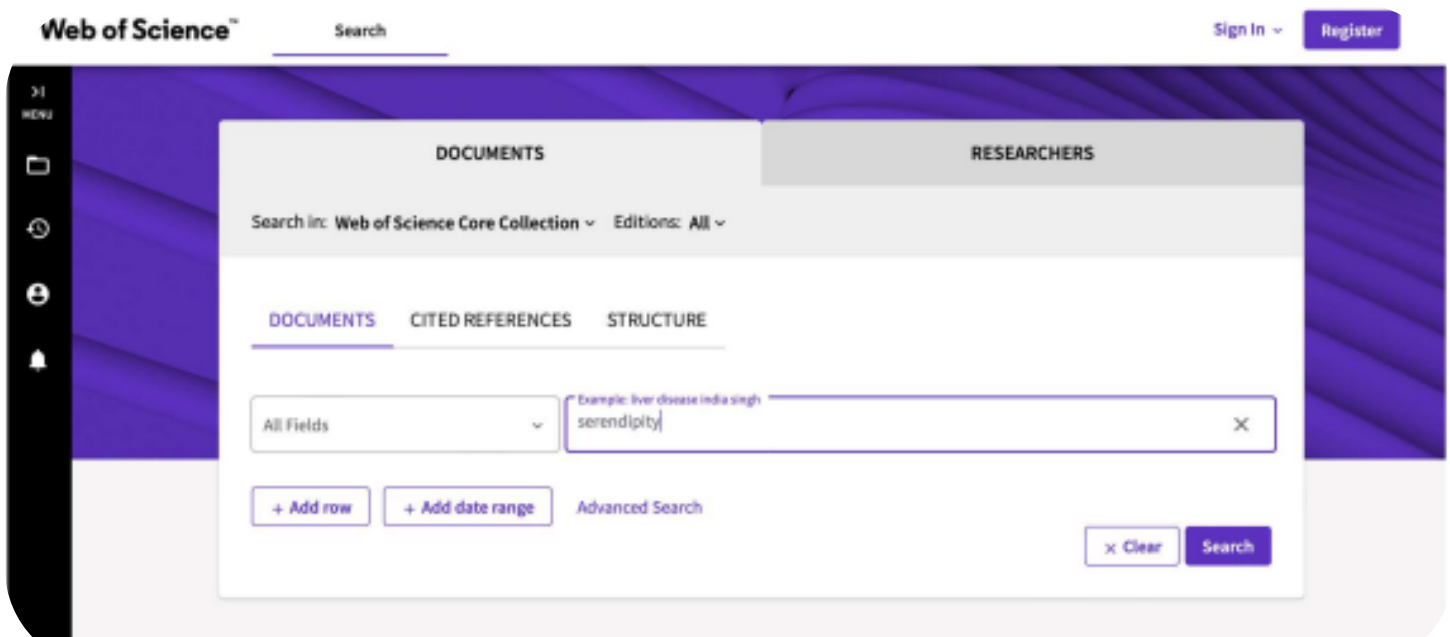 Web of Science™ Search Sign In Register
MENU
DOCUMENTS RESEARCHERS
Search in: Web of Science Core Collection Editions: All
DOCUMENTS CITED REFERENCES STRUCTURE
Example: liver disease india singh
All Fields serendipity
+ Add row + Add date range Advanced Search
× Clear Search